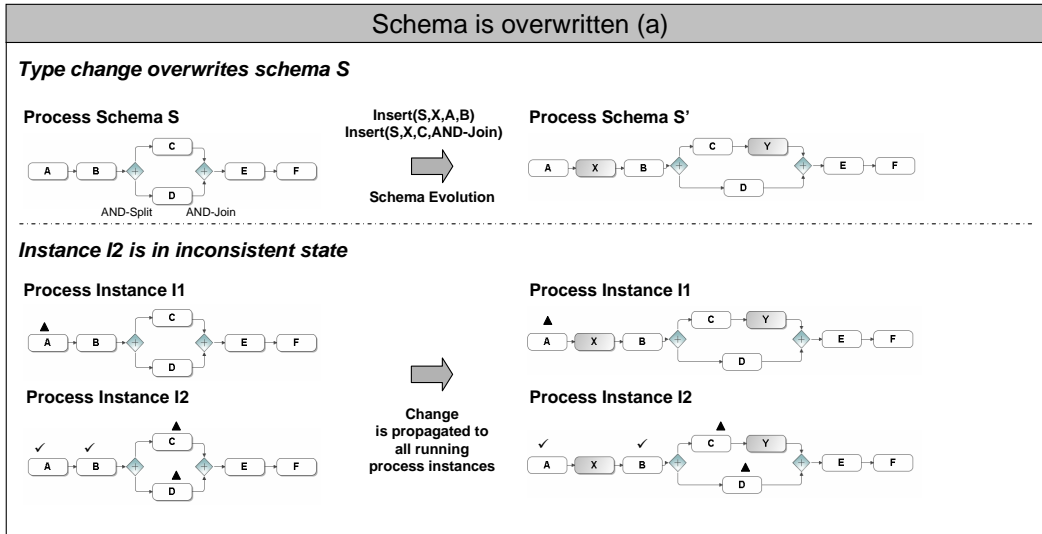 Schema is overwritten (a)
Type change overwrites schema S
Process Schema S
Insert(S,X,A,B)
Insert(S,X,C,AND-Join)
Process Schema S'
C
A B E F
D
AND-Split AND-Join
Schema Evolution
C Y
A X B E F
D
Instance I2 is in inconsistent state
Process Instance I1
C
A B E F
D
Process Instance I1
C Y
A X B E F
D
Change
is propagated to
all running
process instances
Process Instance I2
✓ ✓
C
A B E F
D
Process Instance I2
✓ ✓
C Y
A X B E F
D